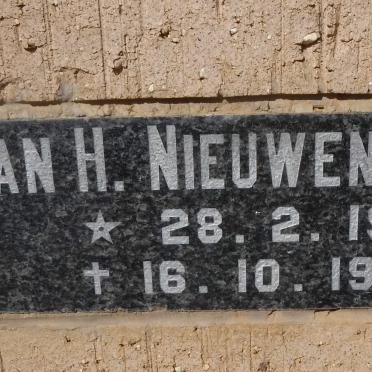 AN H. NIEUWEN
★ 28. 2. 19
✝ 16. 10. 19